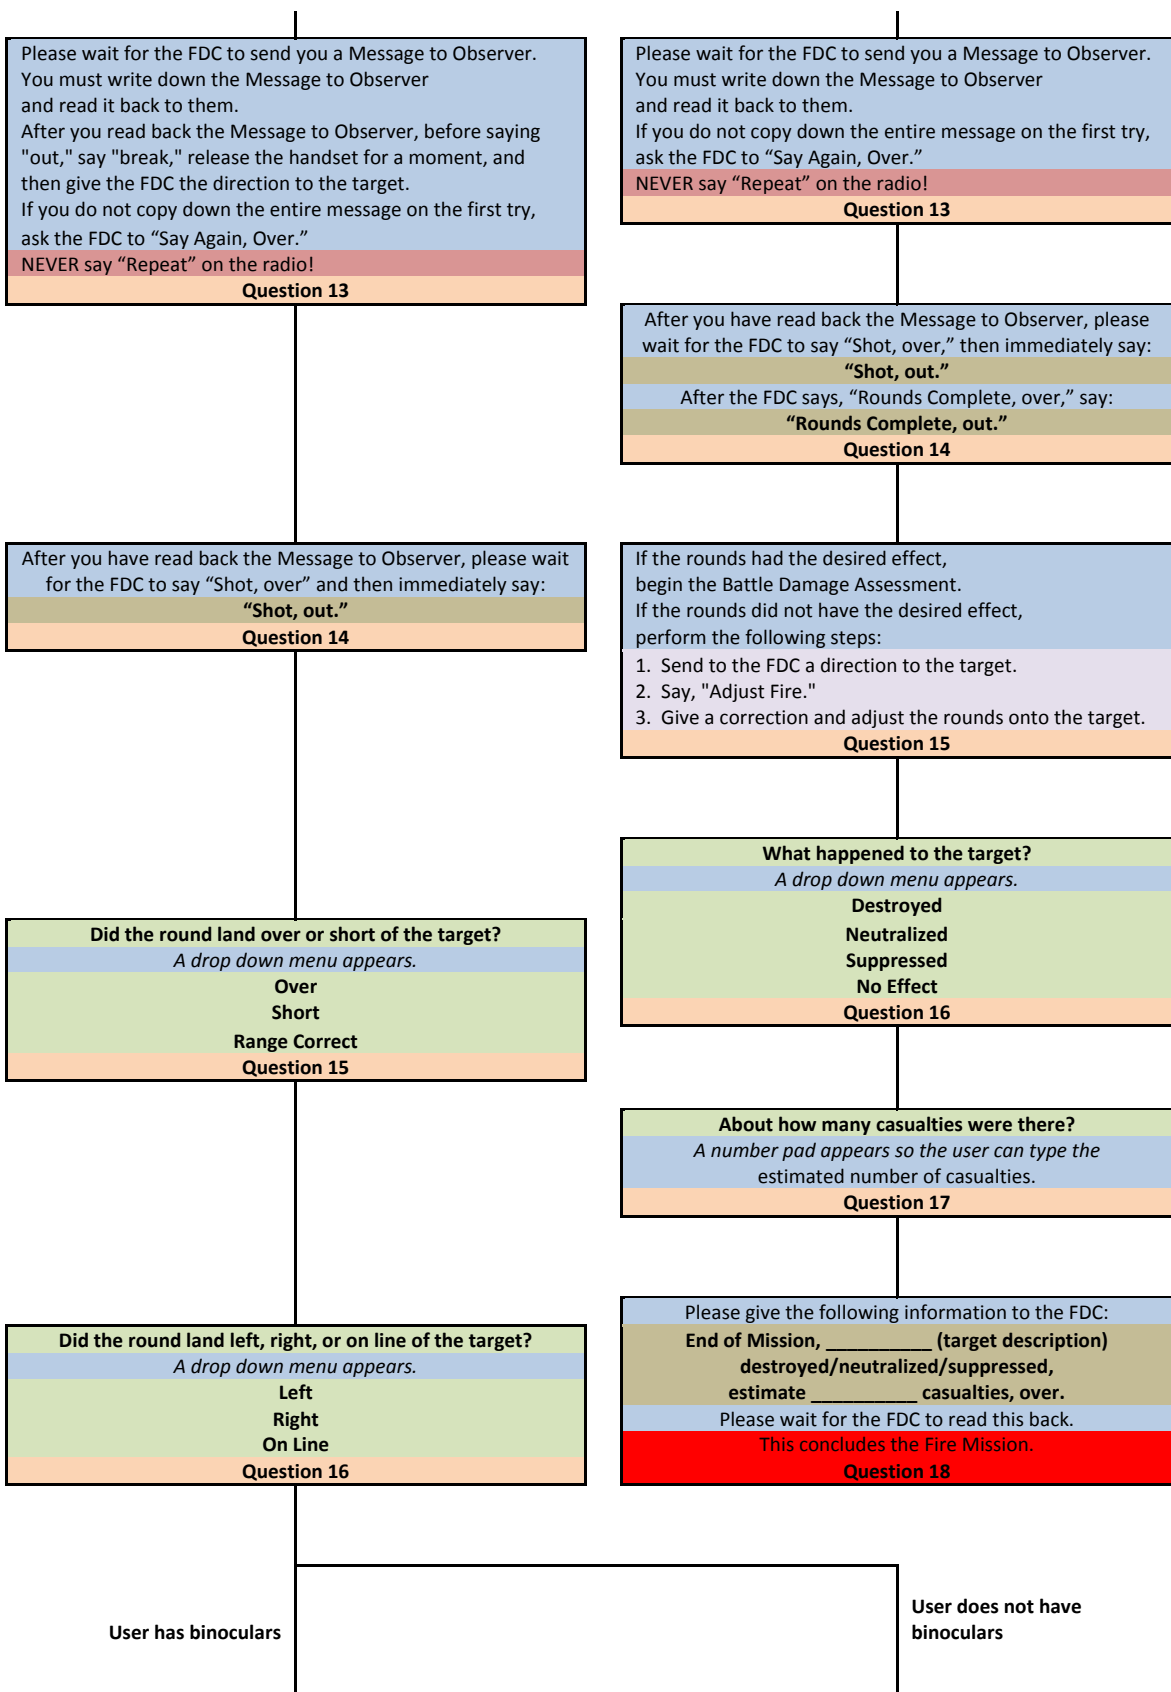 Please wait for the FDC to send you a Message to Observer.
You must write down the Message to Observer
and read it back to them.
After you read back the Message to Observer, before saying
"out," say "break," release the handset for a moment, and
then give the FDC the direction to the target.
If you do not copy down the entire message on the first try,
ask the FDC to “Say Again, Over.”
NEVER say “Repeat” on the radio!
Question 13
After you have read back the Message to Observer, please wait
for the FDC to say “Shot, over” and then immediately say:
“Shot, out.”
Question 14
Did the round land over or short of the target?
A drop down menu appears.
Over
Short
Range Correct
Question 15
Did the round land left, right, or on line of the target?
A drop down menu appears.
Left
Right
On Line
Question 16
Please wait for the FDC to send you a Message to Observer.
You must write down the Message to Observer
and read it back to them.
If you do not copy down the entire message on the first try,
ask the FDC to “Say Again, Over.”
NEVER say “Repeat” on the radio!
Question 13
After you have read back the Message to Observer, please
wait for the FDC to say “Shot, over,” then immediately say:
“Shot, out.”
After the FDC says, “Rounds Complete, over,” say:
“Rounds Complete, out.”
Question 14
If the rounds had the desired effect,
begin the Battle Damage Assessment.
If the rounds did not have the desired effect,
perform the following steps:
1. Send to the FDC a direction to the target.
2. Say, "Adjust Fire."
3. Give a correction and adjust the rounds onto the target.
Question 15
What happened to the target?
A drop down menu appears.
Destroyed
Neutralized
Suppressed
No Effect
Question 16
About how many casualties were there?
A number pad appears so the user can type the
estimated number of casualties.
Question 17
Please give the following information to the FDC:
End of Mission, __________ (target description)
destroyed/neutralized/suppressed,
estimate __________ casualties, over.
Please wait for the FDC to read this back.
This concludes the Fire Mission.
Question 18
User has binoculars
User does not have
binoculars